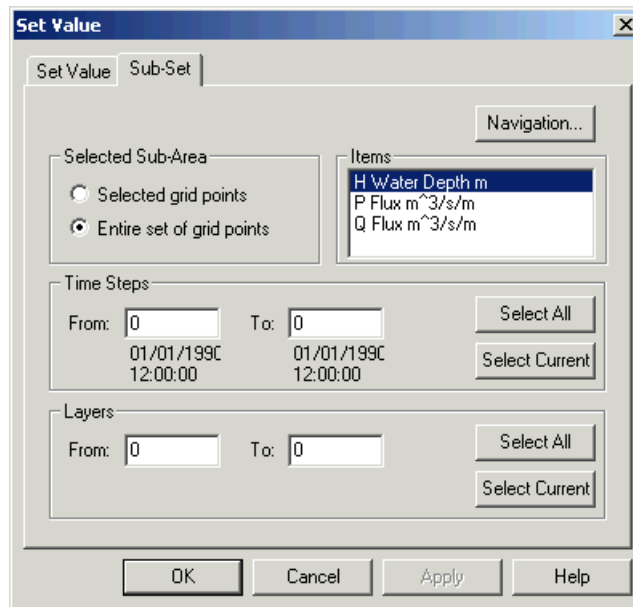 Set Value
Set Value Sub-Set
Navigation...
Selected Sub-Area
Selected grid points
Entire set of grid points
Items
H Water Depth m
P Flux m^3/s/m
Q Flux m^3/s/m
Time Steps
From: 0 To: 0 Select All
01/01/1990 01/01/1990
12:00:00 12:00:00
Select Current
Layers
From: 0 To: 0 Select All
Select Current
OK Cancel Apply Help